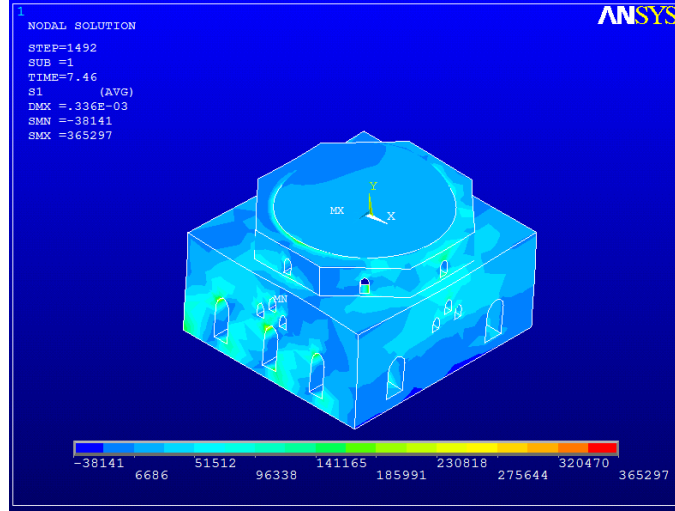 1
ANSYS
NODAL SOLUTION
STEP=1492
SUB =1
TIME=7.46
S1 (AVG)
DMX =.336E-03
SMN =-38141
SMX =365297
Y
MX
X
MN
-38141 51512 141165 230818 320470
6686 96338 185991 275644 365297